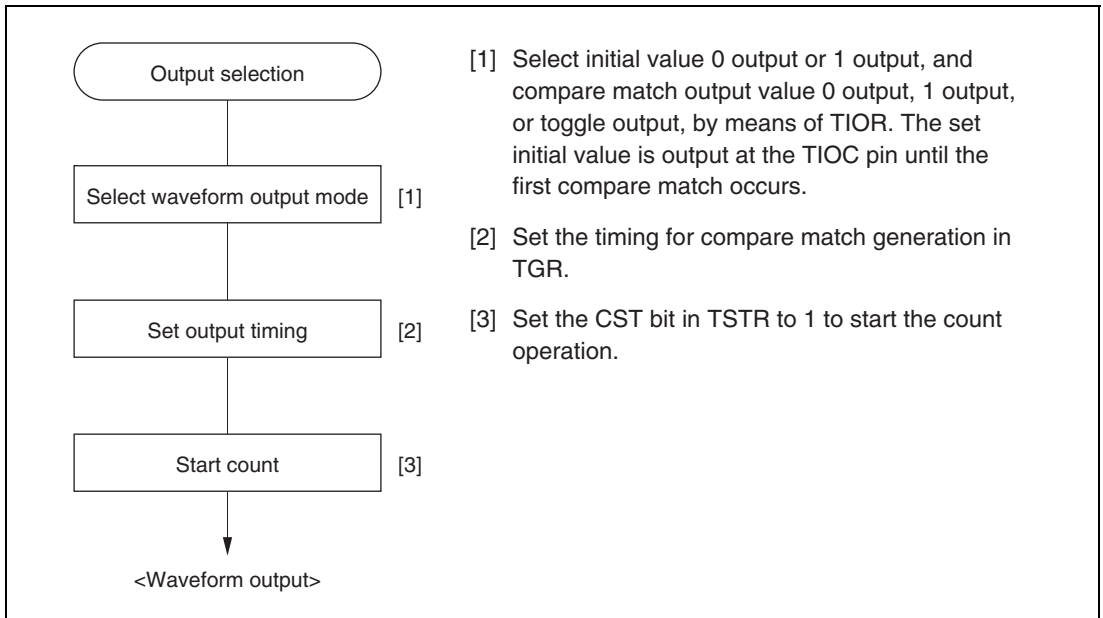 Output selection
Select waveform output mode [1]
Set output timing [2]
Start count [3]
<Waveform output>
[1] Select initial value 0 output or 1 output, and
compare match output value 0 output, 1 output,
or toggle output, by means of TIOR. The set
initial value is output at the TIOC pin until the
first compare match occurs.
[2] Set the timing for compare match generation in
TGR.
[3] Set the CST bit in TSTR to 1 to start the count
operation.